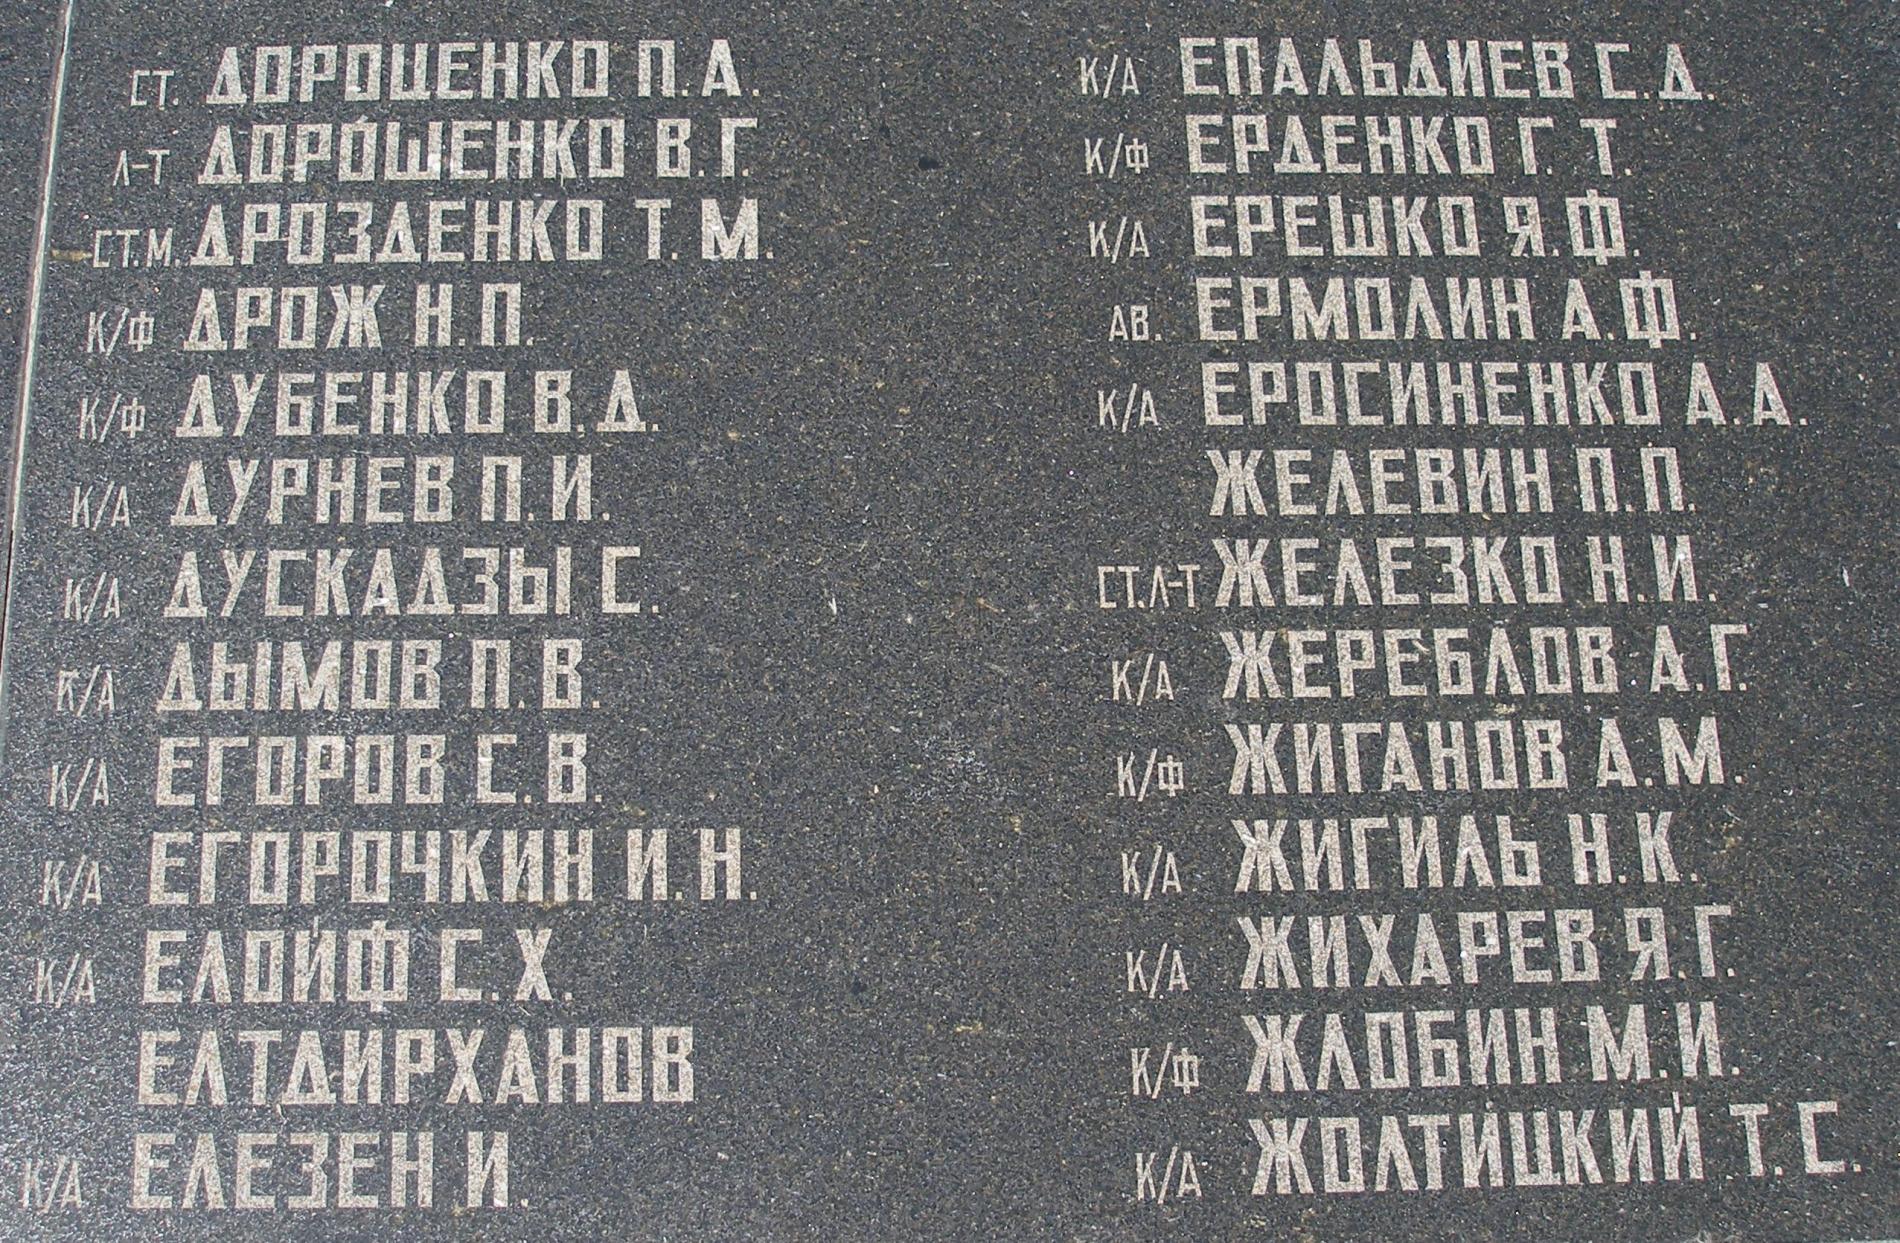 СТ. ДОРОЦЕНКО П.А.
Л-Т ДОРОШЕНКО В.Г.
СТ.М. ДРОЗДЕНКО Т.М.
К/Ф ДРОЖ Н.П.
К/Ф ДУБЕНКО В.Д.
К/А ДУРНЕВ П.И.
К/А ДУСКАДЗЫ С.
К/А ДЫМОВ П.В.
К/А ЕГОРОВ С.В.
К/А ЕГОРОЧКИН И.Н.
К/А ЕЛОЙФ С.Х.
ЕЛТДИРХАНОВ
К/А ЕЛЕЗЕН И.
К/А ЕПАЛЬДИЕВ С.Д.
К/Ф ЕРДЕНКО Г.Т.
К/А ЕРЕШКО Я.Ф.
АВ. ЕРМОЛИН А.Ф.
К/А ЕРОСИНЕНКО А.А.
ЖЕЛЕВИН П.П.
СТ.Л-Т ЖЕЛЕЗКО Н.И.
К/А ЖЕРЕБЛОВ А.Г.
К/Ф ЖИГАНОВ А.М.
К/А ЖИГИЛЬ Н.К.
К/А ЖИХАРЕВ Я.Г.
К/Ф ЖЛОБИН М.И.
К/А ЖОЛТИЦКИЙ Т.С.